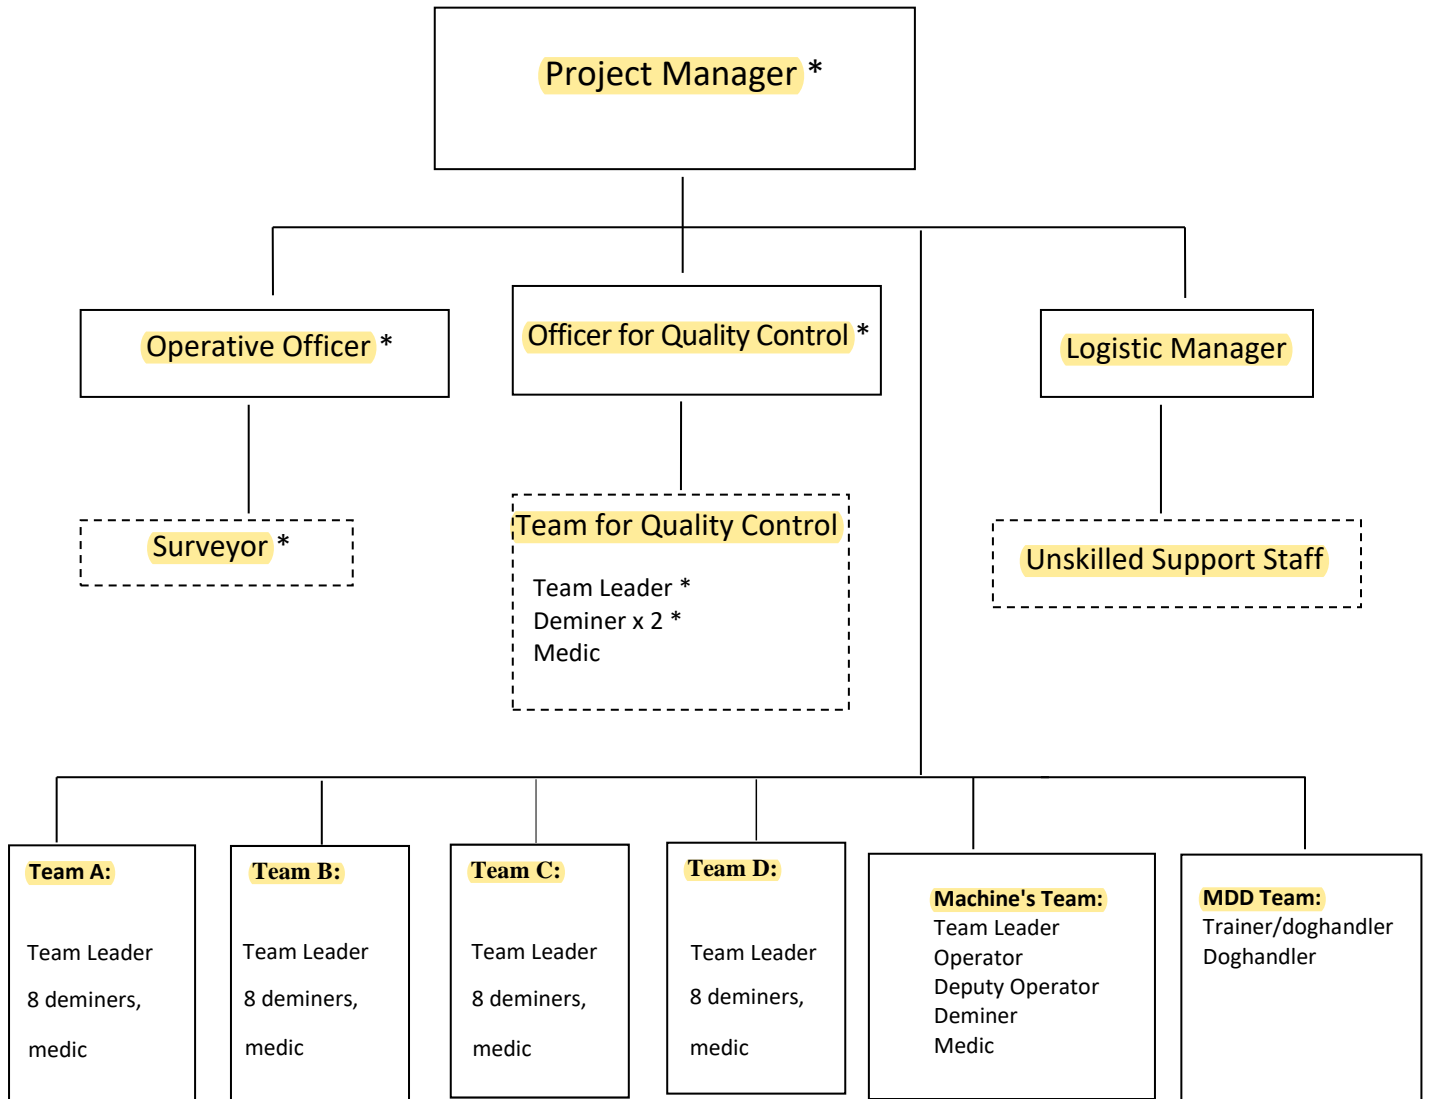 Project Manager *
Operative Officer *
Officer for Quality Control *
Logistic Manager
Surveyor *
Team for Quality Control
Team Leader *
Deminer x 2 *
Medic
Unskilled Support Staff
Team A:
Team Leader
8 deminers,
medic
Team B:
Team Leader
8 deminers,
medic
Team C:
Team Leader
8 deminers,
medic
Team D:
Team Leader
8 deminers,
medic
Machine's Team:
Team Leader
Operator
Deputy Operator
Deminer
Medic
MDD Team:
Trainer/doghandler
Doghandler